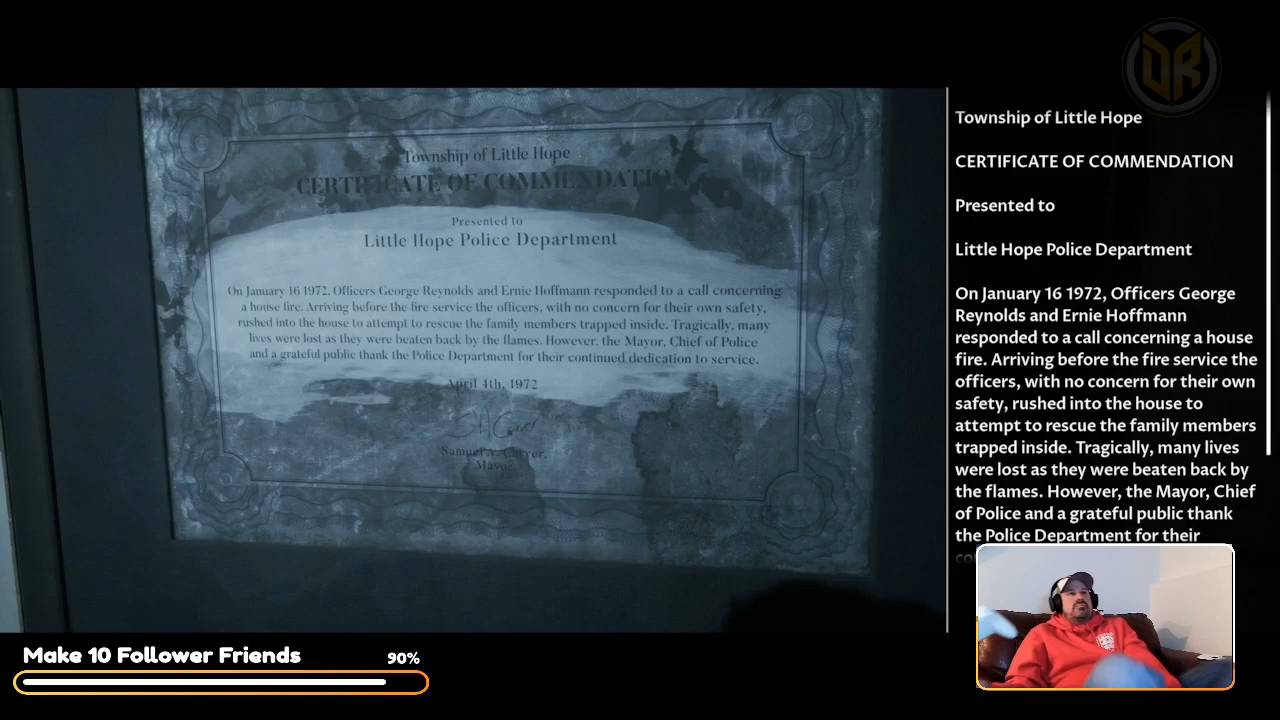 Township of Little Hope
CERTIFICATE OF COMMENDATION
Presented to
Little Hope Police Department
On January 16 1972, Officers George Reynolds and Ernie Hoffmann responded to a call concerning
a house fire. Arriving before the fire service the officers, with no concern for their own safety,
rushed into the house to attempt to rescue the family members trapped inside. Tragically, many
lives were lost as they were beaten back by the flames. However, the Mayor, Chief of Police
and a grateful public thank the Police Department for their continued dedication to service.
April 4th, 1972
Samuel A. Carver,
Mayor
DR
Township of Little Hope
CERTIFICATE OF COMMENDATION
Presented to
Little Hope Police Department
On January 16 1972, Officers George
Reynolds and Ernie Hoffmann
responded to a call concerning a house
fire. Arriving before the fire service the
officers, with no concern for their own
safety, rushed into the house to
attempt to rescue the family members
trapped inside. Tragically, many lives
were lost as they were beaten back by
the flames. However, the Mayor, Chief
of Police and a grateful public thank
the Police Department for their
Make 10 Follower Friends 90%